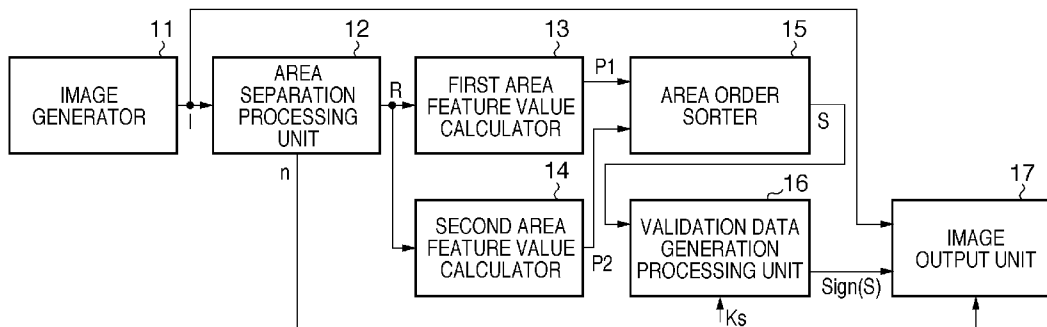 11
IMAGE
GENERATOR
I
12
AREA
SEPARATION
PROCESSING
UNIT
n
R
13
FIRST AREA
FEATURE VALUE
CALCULATOR
P1
14
SECOND AREA
FEATURE VALUE
CALCULATOR
P2
15
AREA ORDER
SORTER
S
16
VALIDATION DATA
GENERATION
PROCESSING UNIT
Sign(S)
Ks
17
IMAGE
OUTPUT UNIT